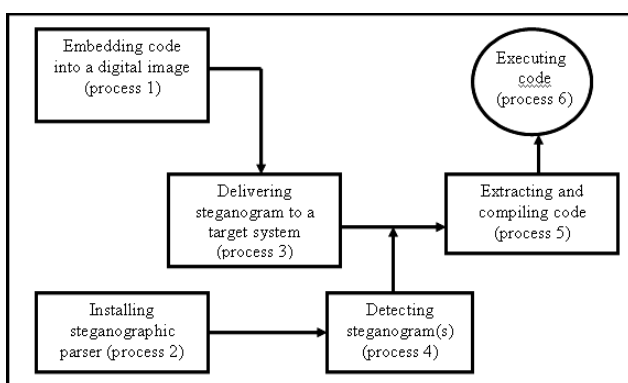 Embedding code
into a digital image
(process 1)
Executing
code
(process 6)
Delivering
steganogram to a
target system
(process 3)
Extracting and
compiling code
(process 5)
Installing
steganographic
parser (process 2)
Detecting
steganogram(s)
(process 4)